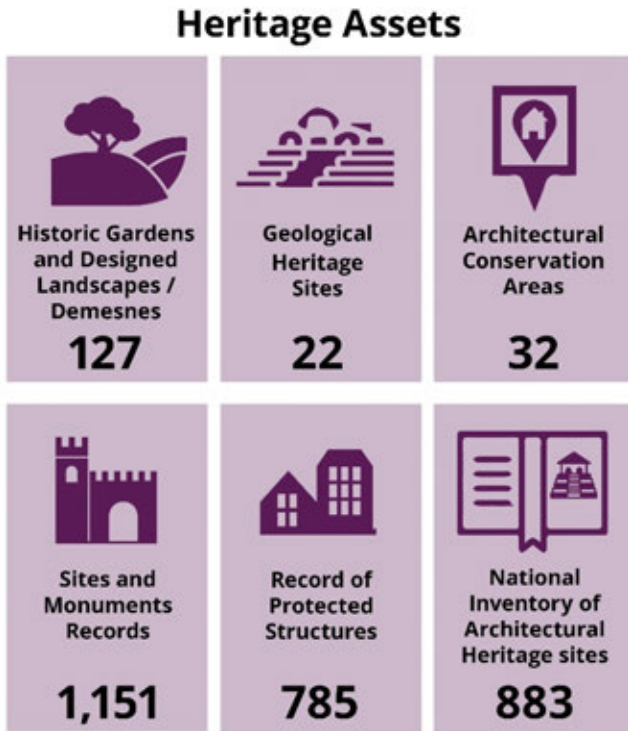 Heritage Assets
Historic Gardens
and Designed
Landscapes /
Demesnes
127
Geological
Heritage
Sites
22
Architectural
Conservation
Areas
32
Sites and
Monuments
Records
1,151
Record of
Protected
Structures
785
National
Inventory of
Architectural
Heritage sites
883